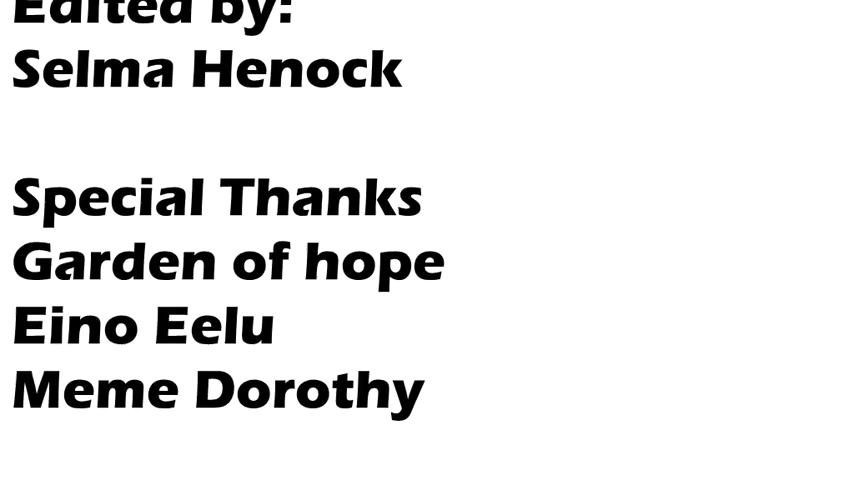 Edited by:
Selma Henock
Special Thanks
Garden of hope
Eino Eelu
Meme Dorothy